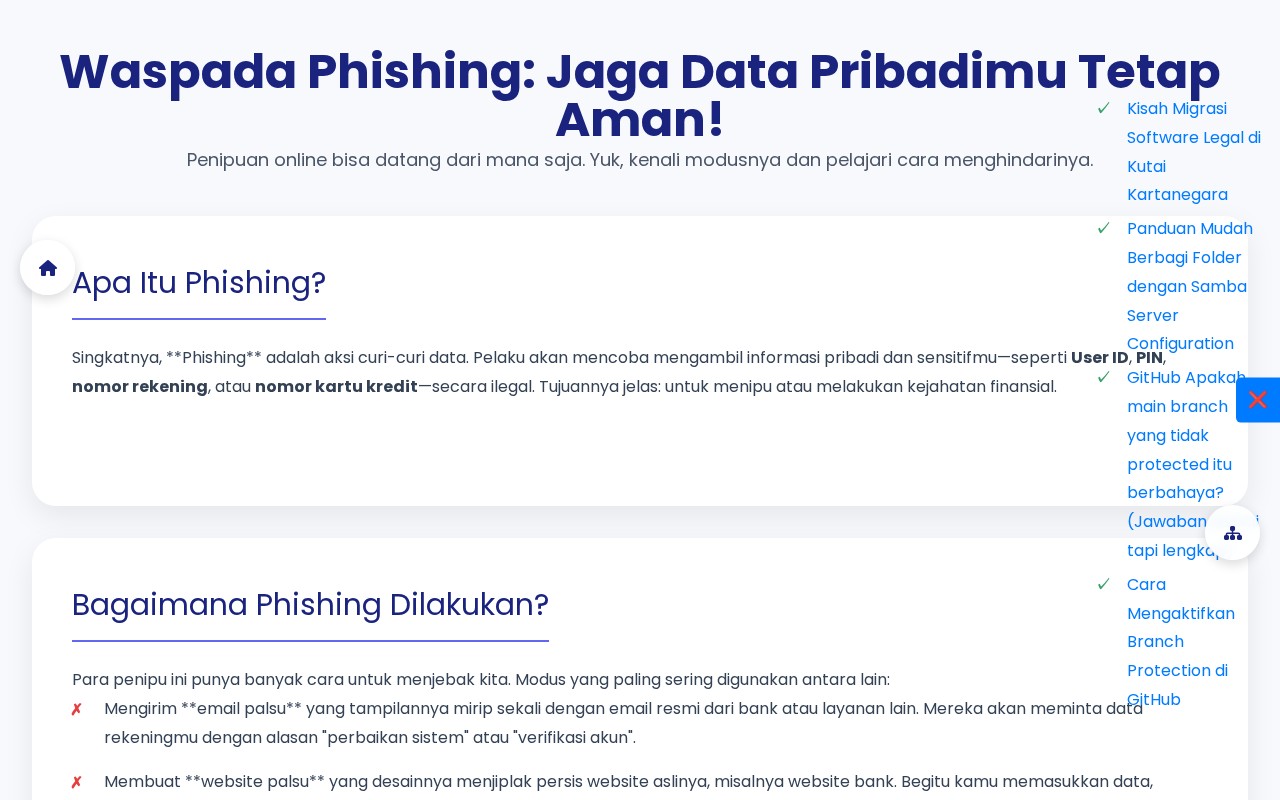 Waspada Phishing: Jaga Data Pribadimu Tetap
Aman!
Penipuan online bisa datang dari mana saja. Yuk, kenali modusnya dan pelajari cara menghindarinya.
Apa Itu Phishing?
Singkatnya, **Phishing** adalah aksi curi-curi data. Pelaku akan mencoba mengambil informasi pribadi dan sensitifmu—seperti User ID, PIN,
nomor rekening, atau nomor kartu kredit—secara ilegal. Tujuannya jelas: untuk menipu atau melakukan kejahatan finansial.
Bagaimana Phishing Dilakukan?
Para penipu ini punya banyak cara untuk menjebak kita. Modus yang paling sering digunakan antara lain:
✗ Mengirim **email palsu** yang tampilannya mirip sekali dengan email resmi dari bank atau layanan lain. Mereka akan meminta data
rekeningmu dengan alasan "perbaikan sistem" atau "verifikasi akun".
✗ Membuat **website palsu** yang desainnya menjiplak persis website aslinya, misalnya website bank. Begitu kamu memasukkan data,
✓ Kisah Migrasi
Software Legal di
Kutai
Kartanegara
✓ Panduan Mudah
Berbagi Folder
dengan Samba
Server
Configuration
✓ GitHub Apakah
main branch
yang tidak
protected itu
berbahaya?
(Jawaban
tapi
✓ Cara
Mengaktifkan
Branch
Protection di
GitHub